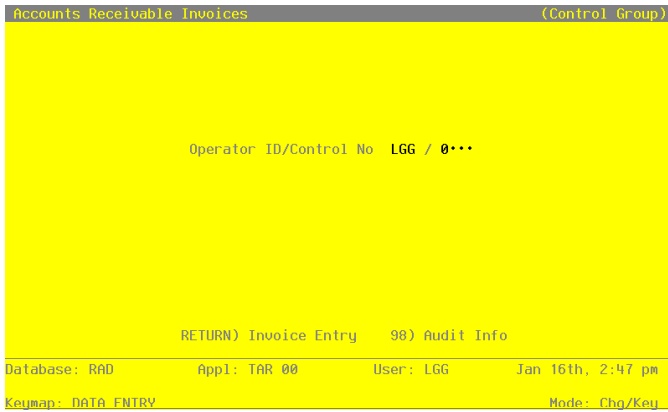 Accounts Receivable Invoices (Control Group)
Operator ID/Control No LGG / 0•••
RETURN) Invoice Entry 98) Audit Info
Database: RAD Appl: TAR 00 User: LGG Jan 16th, 2:47 pm
Keymap: DATA ENTRY Mode: Chg/Key